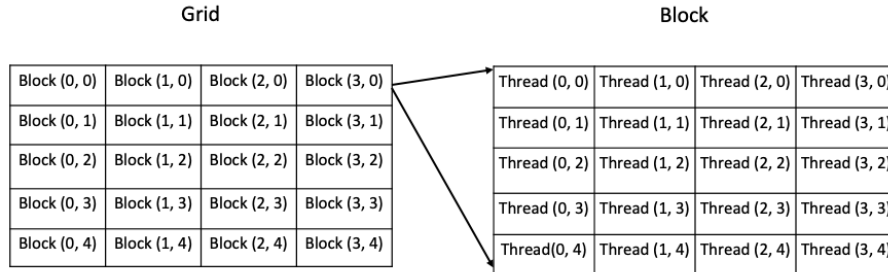 Grid
Block
Block (0, 0) Block (1, 0) Block (2, 0) Block (3, 0)
Block (0, 1) Block (1, 1) Block (2, 1) Block (3, 1)
Block (0, 2) Block (1, 2) Block (2, 2) Block (3, 2)
Block (0, 3) Block (1, 3) Block (2, 3) Block (3, 3)
Block (0, 4) Block (1, 4) Block (2, 4) Block (3, 4)
Thread (0, 0) Thread (1, 0) Thread (2, 0) Thread (3, 0)
Thread (0, 1) Thread (1, 1) Thread (2, 1) Thread (3, 1)
Thread (0, 2) Thread (1, 2) Thread (2, 2) Thread (3, 2)
Thread (0, 3) Thread (1, 3) Thread (2, 3) Thread (3, 3)
Thread(0, 4) Thread (1, 4) Thread (2, 4) Thread (3, 4)